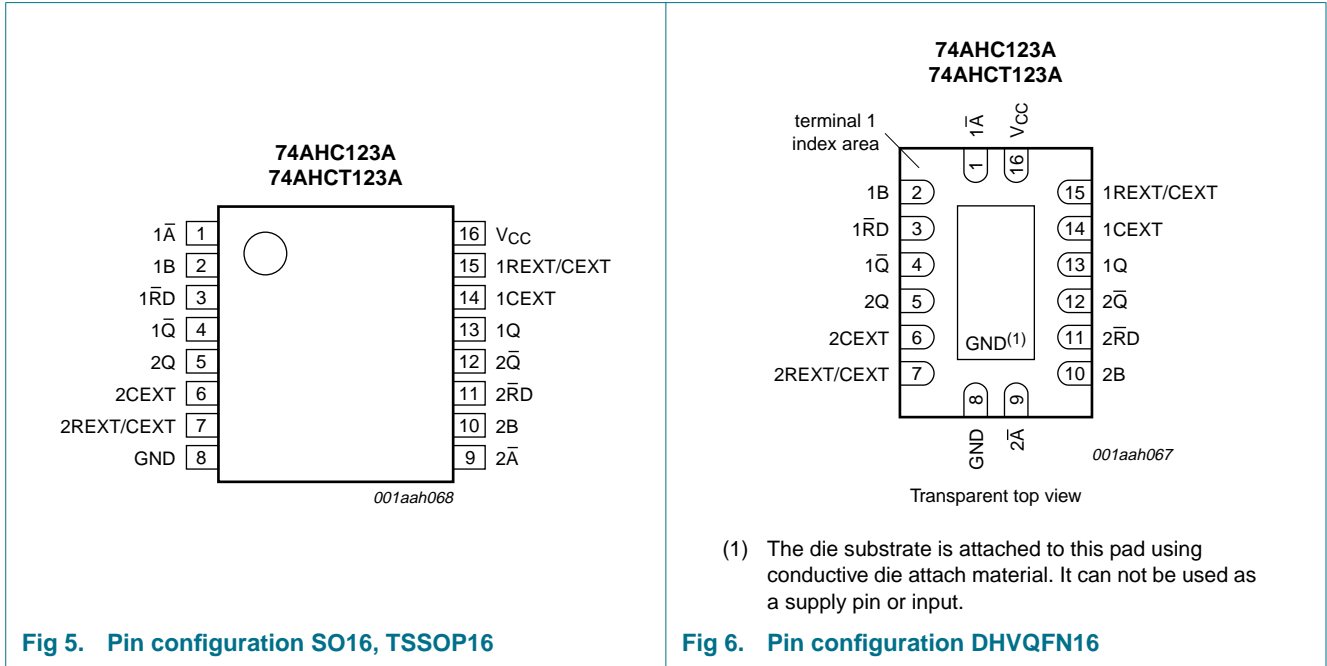 74AHC123A
74AHCT123A
1A̅ 1
16 VCC
1B 2
15 1REXT/CEXT
1R̅D 3
14 1CEXT
1Q̅ 4
13 1Q
2Q 5
12 2Q̅
2CEXT 6
11 2R̅D
2REXT/CEXT 7
10 2B
GND 8
9 2A̅
001aah068
Fig 5. Pin configuration SO16, TSSOP16
74AHC123A
74AHCT123A
terminal 1
index area
1A̅
VCC
1
16
1B 2
15 1REXT/CEXT
1R̅D 3
14 1CEXT
1Q̅ 4
13 1Q
2Q 5
12 2Q̅
2CEXT 6
GND(1)
11 2R̅D
2REXT/CEXT 7
10 2B
8
9
GND
2A̅
001aah067
Transparent top view
(1) The die substrate is attached to this pad using
conductive die attach material. It can not be used as
a supply pin or input.
Fig 6. Pin configuration DHVQFN16